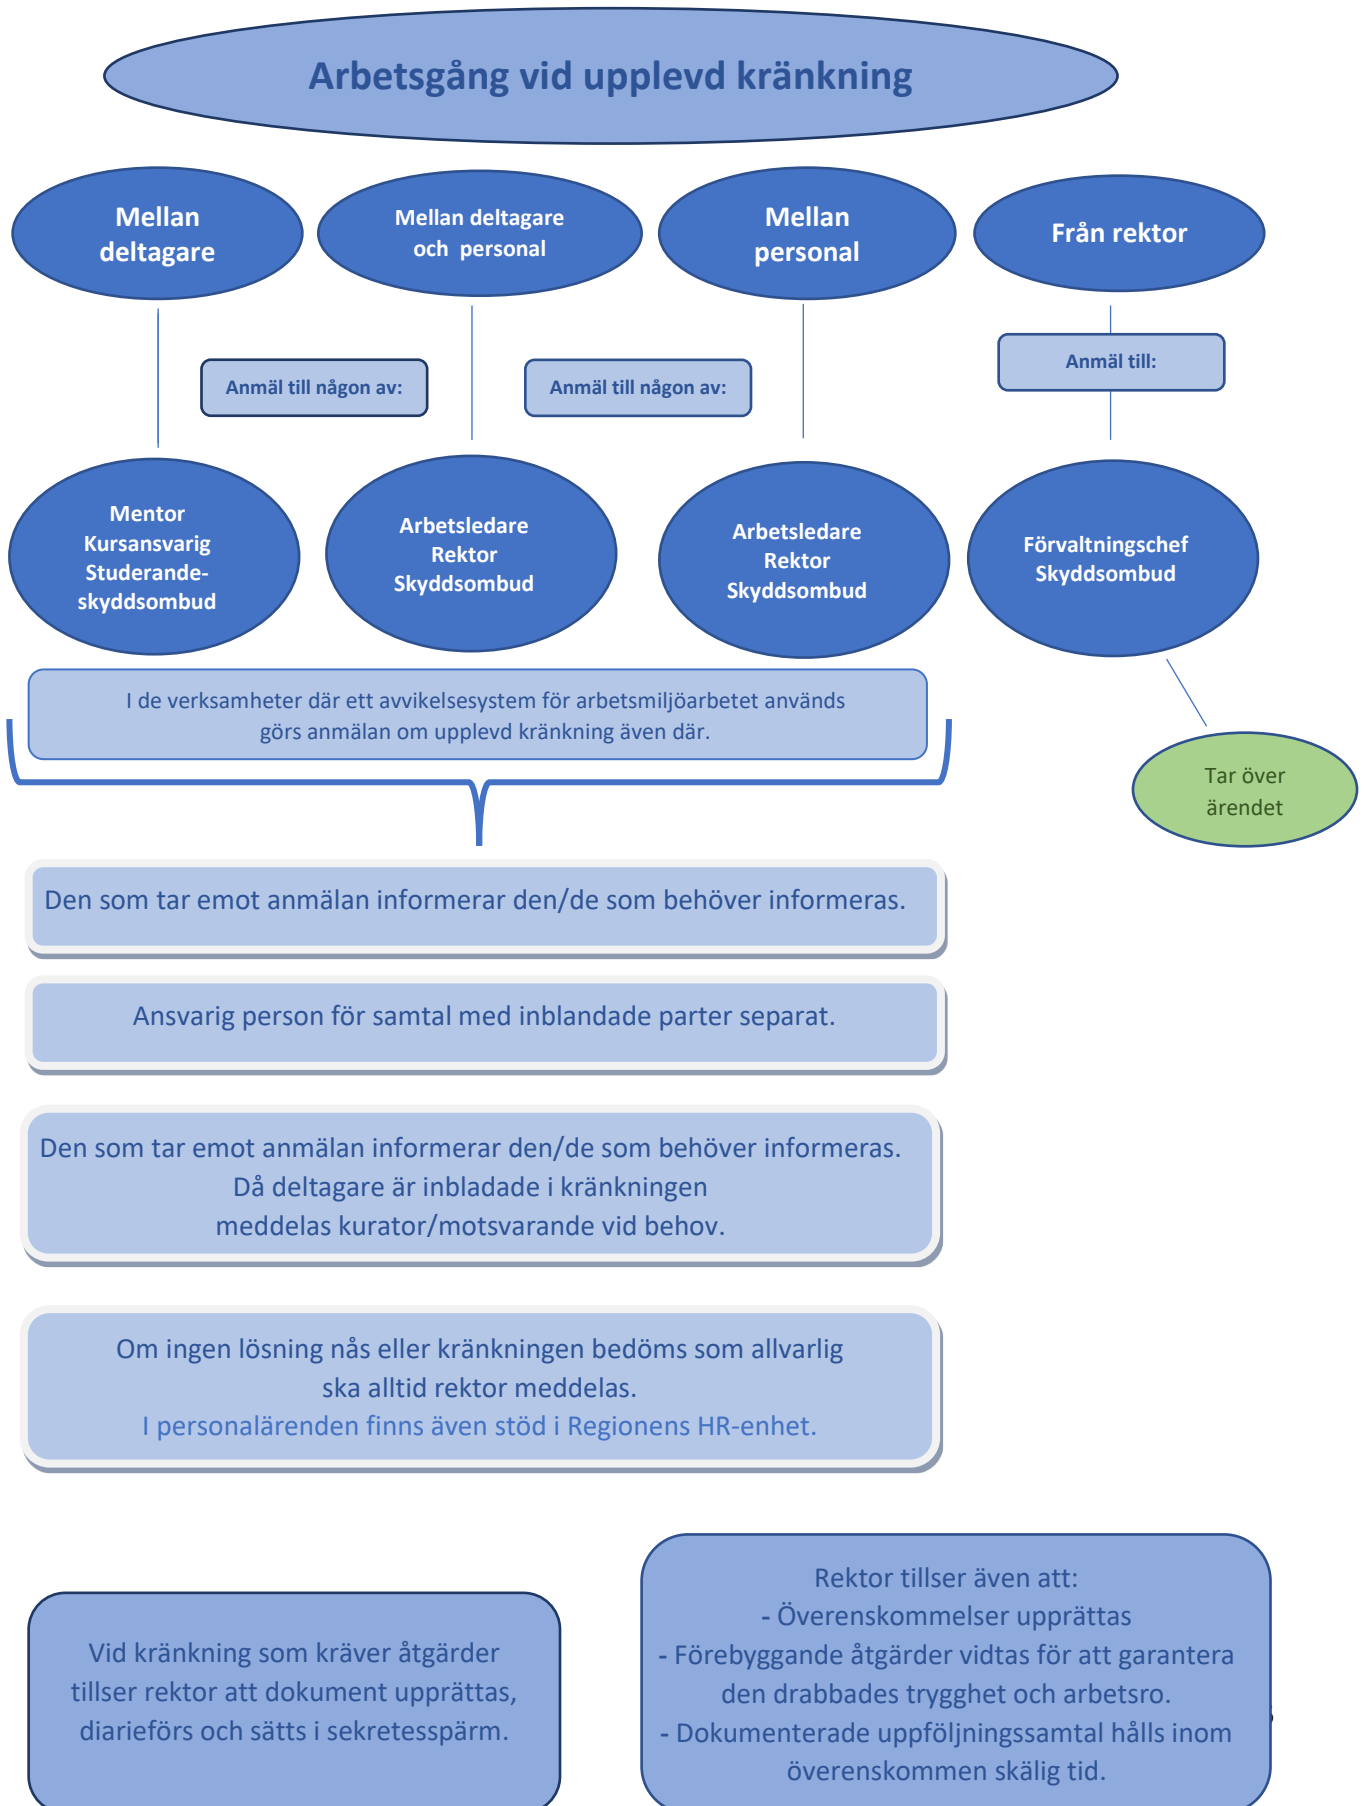 Arbetsgång vid upplevd kränkning
Mellan
deltagare
Mellan deltagare
och personal
Mellan
personal
Från rektor
Anmäl till någon av:
Anmäl till någon av:
Anmäl till:
Mentor
Kursansvarig
Studerande-
skyddsombud
Arbetsledare
Rektor
Skyddsombud
Arbetsledare
Rektor
Skyddsombud
Förvaltningschef
Skyddsombud
I de verksamheter där ett avvikelsesystem för arbetsmiljöarbetet används
görs anmälan om upplevd kränkning även där.
Tar över
ärendet
Den som tar emot anmälan informerar den/de som behöver informeras.
Ansvarig person för samtal med inblandade parter separat.
Den som tar emot anmälan informerar den/de som behöver informeras.
Då deltagare är inbladade i kränkningen
meddelas kurator/motsvarande vid behov.
Om ingen lösning nås eller kränkningen bedöms som allvarlig
ska alltid rektor meddelas.
I personalärenden finns även stöd i Regionens HR-enhet.
Vid kränkning som kräver åtgärder
tillser rektor att dokument upprättas,
diarieförs och sätts i sekretesspärm.
Rektor tillser även att:
- Överenskommelser upprättas
- Förebyggande åtgärder vidtas för att garantera
den drabbades trygghet och arbetsro.
- Dokumenterade uppföljningssamtal hålls inom
överenskommen skälig tid.